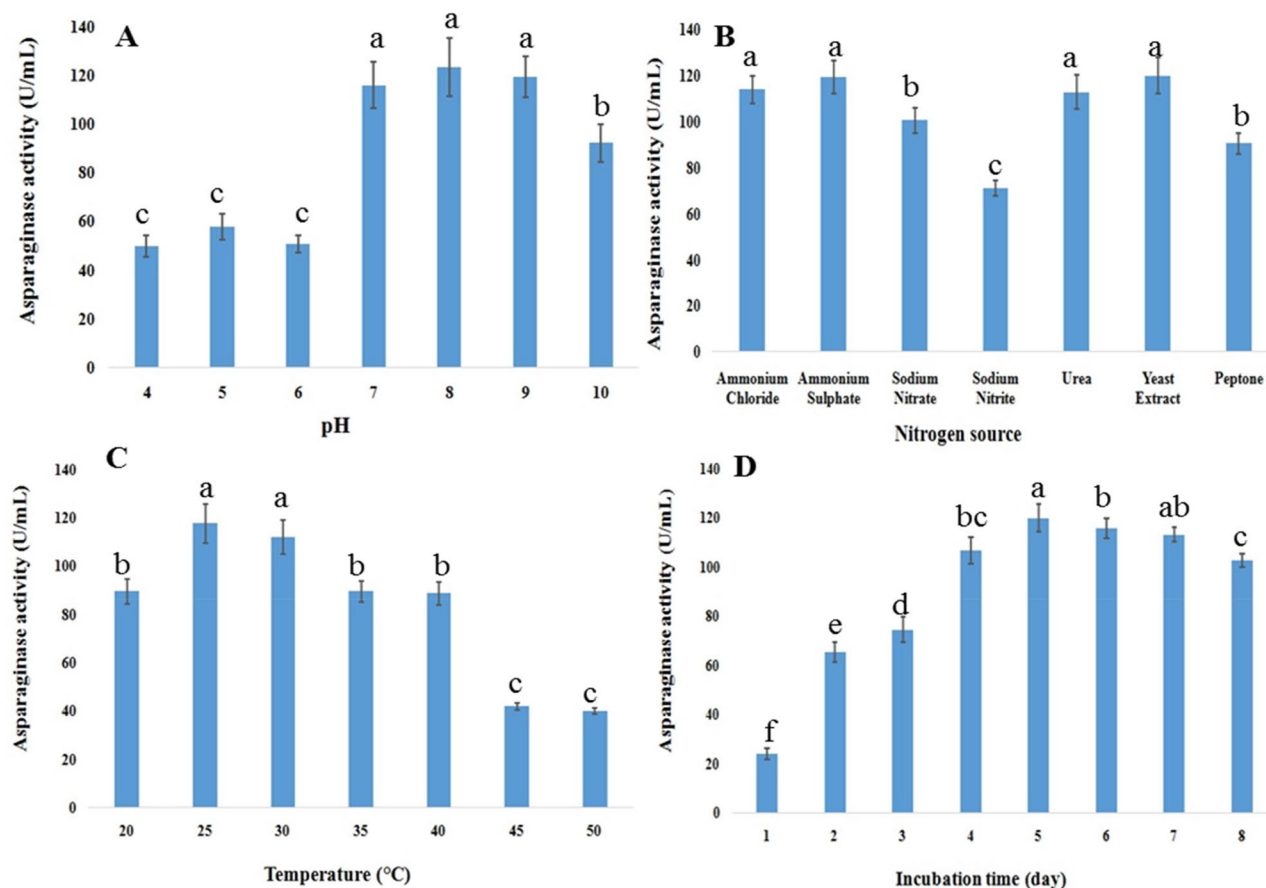 A
Asparaginase activity (U/mL)
140
120
100
80
60
40
20
0
c
c
c
a
a
a
b
4 5 6 7 8 9 10
pH
B
Asparaginase activity (U/mL)
140
120
100
80
60
40
20
0
a
a
b
c
a
a
b
Ammonium Chloride
Ammonium Sulphate
Sodium Nitrate
Sodium Nitrite
Urea
Yeast Extract
Peptone
Nitrogen source
C
Asparaginase activity (U/mL)
140
120
100
80
60
40
20
0
b
a
a
b
b
c
c
20 25 30 35 40 45 50
Temperature (°C)
D
Asparaginase activity (U/mL)
140
120
100
80
60
40
20
0
f
e
d
bc
a
b
ab
c
1 2 3 4 5 6 7 8
Incubation time (day)